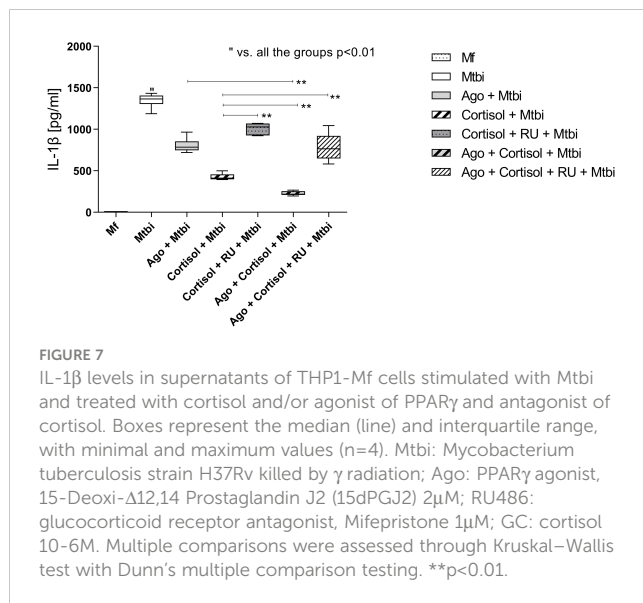 " vs. all the groups p<0.01
2000
1500
1000
500
0
IL-1β [pg/ml]
"
**
**
**
**
Mf
Mtbi
Ago + Mtbi
Cortisol + Mtbi
Cortisol + RU + Mtbi
Ago + Cortisol + Mtbi
Ago + Cortisol + RU + Mtbi
Mf
Mtbi
Ago + Mtbi
Cortisol + Mtbi
Cortisol + RU + Mtbi
Ago + Cortisol + Mtbi
Ago + Cortisol + RU + Mtbi
FIGURE 7
IL-1β levels in supernatants of THP1-Mf cells stimulated with Mtbi
and treated with cortisol and/or agonist of PPARγ and antagonist of
cortisol. Boxes represent the median (line) and interquartile range,
with minimal and maximum values (n=4). Mtbi: Mycobacterium
tuberculosis strain H37Rv killed by γ radiation; Ago: PPARγ agonist,
15-Deoxi-Δ12,14 Prostaglandin J2 (15dPGJ2) 2μM; RU486:
glucocorticoid receptor antagonist, Mifepristone 1μM; GC: cortisol
10-6M. Multiple comparisons were assessed through Kruskal–Wallis
test with Dunn's multiple comparison testing. **p<0.01.